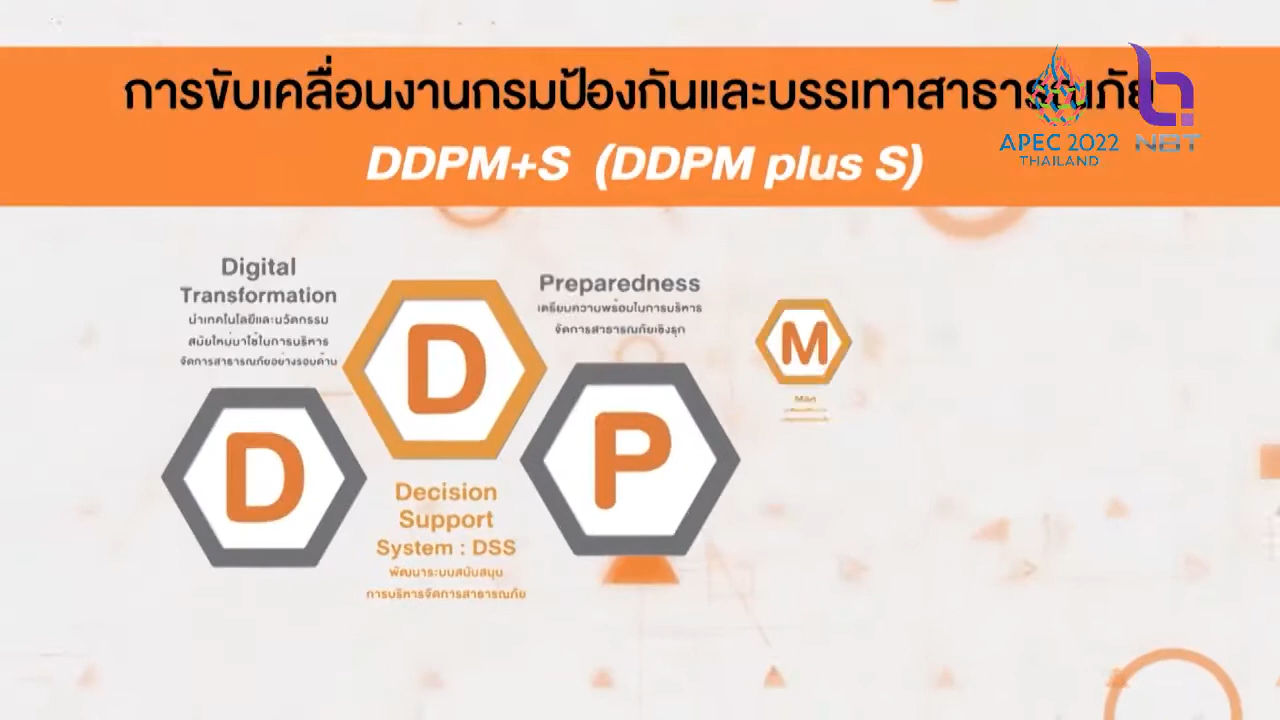 การขับเคลื่อนงานกรมป้องกันและบรรเทาสาธารณภัย
DDPM+S (DDPM plus S)
APEC 2022
THAILAND
NBT
Digital
Transformation
นำเทคโนโลยีและนวัตกรรม
สมัยใหม่มาใช้ในการบริหาร
จัดการสาธารณภัยอย่างรอบด้าน
D
D
Decision
Support
System : DSS
พัฒนาระบบสนับสนุน
การบริหารจัดการสาธารณภัย
Preparedness
เตรียมความพร้อมในการบริหาร
จัดการสาธารณภัยเชิงรุก
P
M